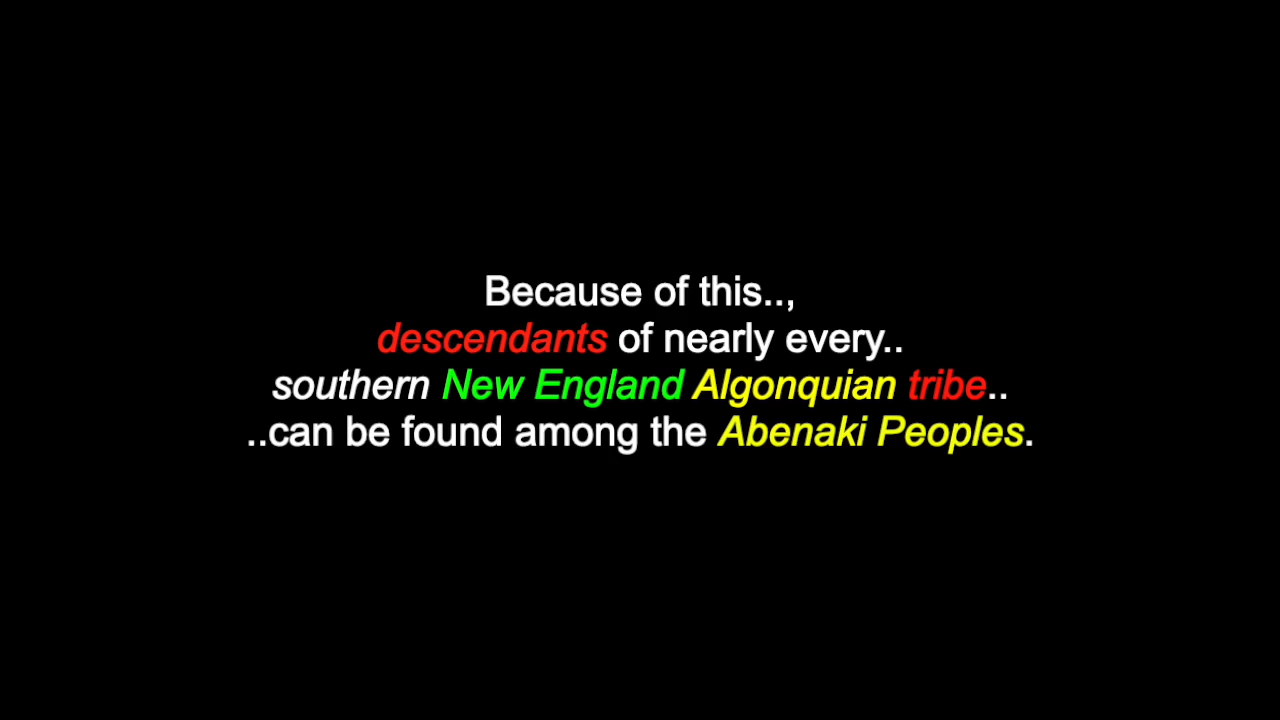 Because of this..,
descendants of nearly every..
southern New England Algonquian tribe..
..can be found among the Abenaki Peoples.